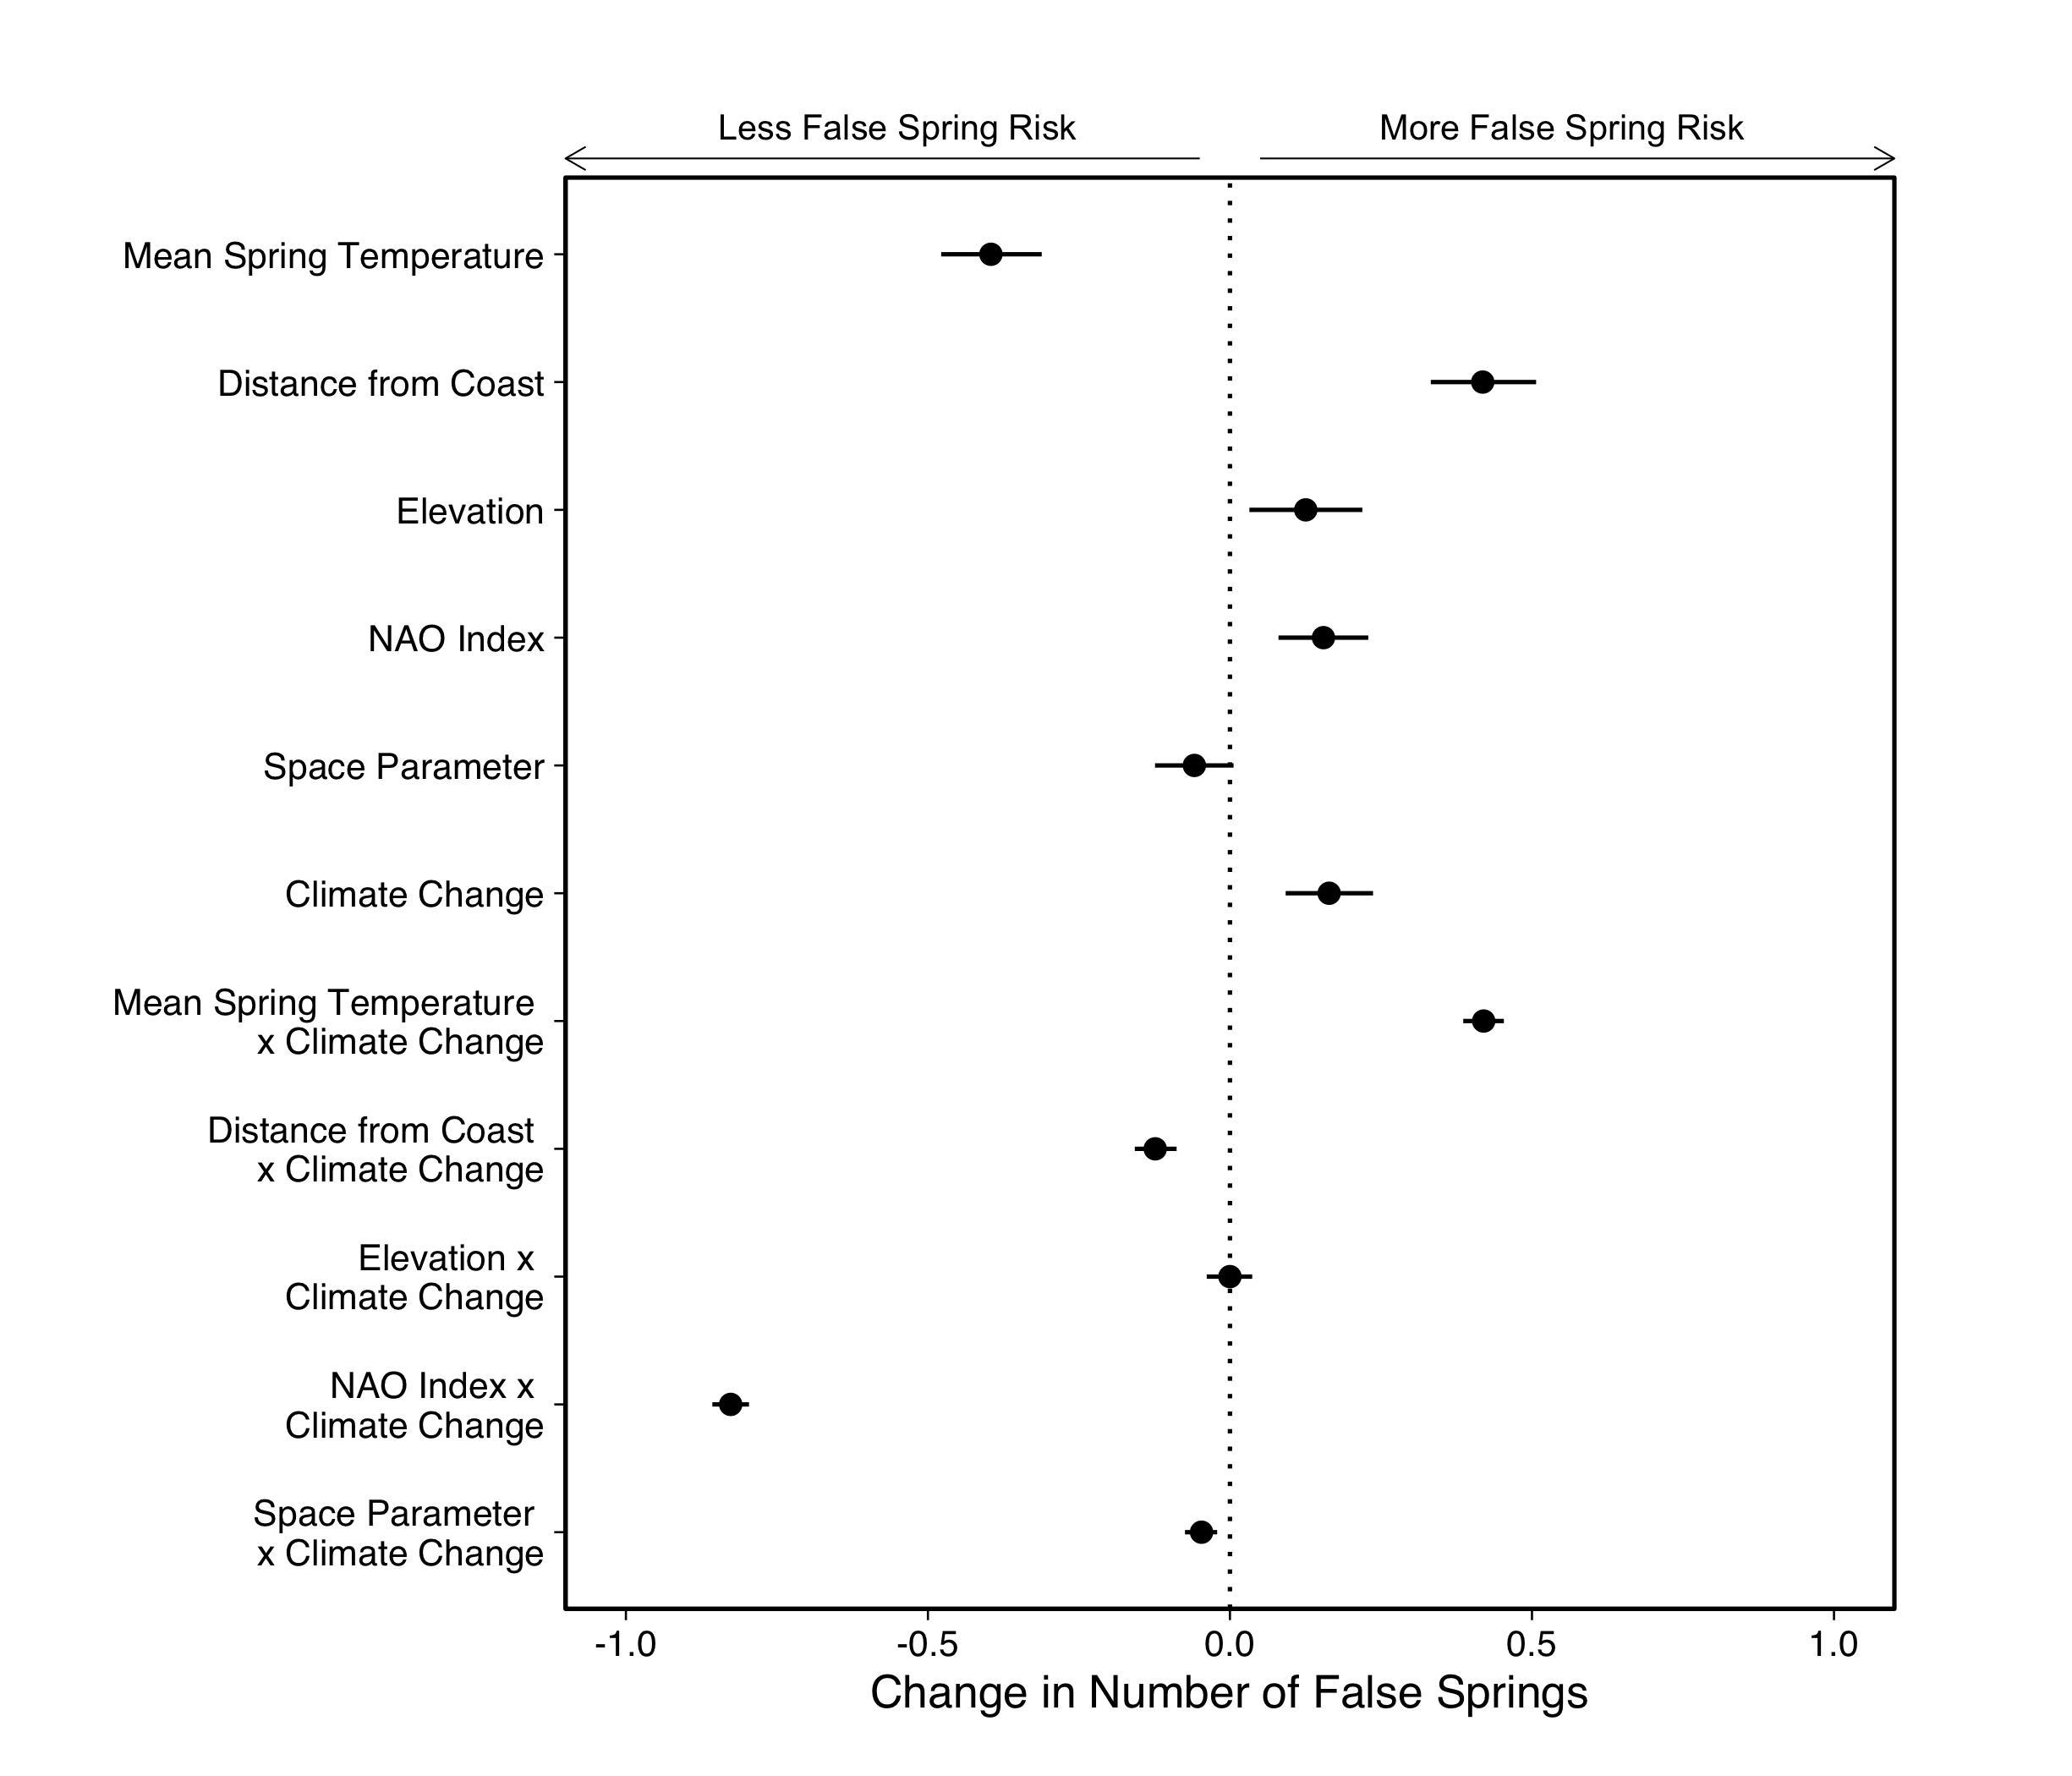 Less False Spring Risk
More False Spring Risk
Mean Spring Temperature
Distance from Coast
Elevation
NAO Index
Space Parameter
Climate Change
Mean Spring Temperature
x Climate Change
Distance from Coast
x Climate Change
Elevation x
Climate Change
NAO Index x
Climate Change
Space Parameter
x Climate Change
-1.0
-0.5
0.0
0.5
1.0
Change in Number of False Springs